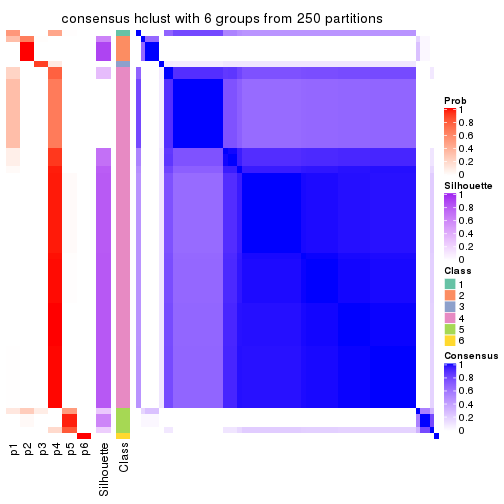 consensus hclust with 6 groups from 250 partitions
Prob
1
0.8
0.6
0.4
0.2
0
Silhouette
1
0.8
0.6
0.4
0.2
0
Class
1
2
3
4
5
6
Consensus
1
0.8
0.6
0.4
0.2
0
p1
p2
p3
p4
p5
p6
Silhouette
Class